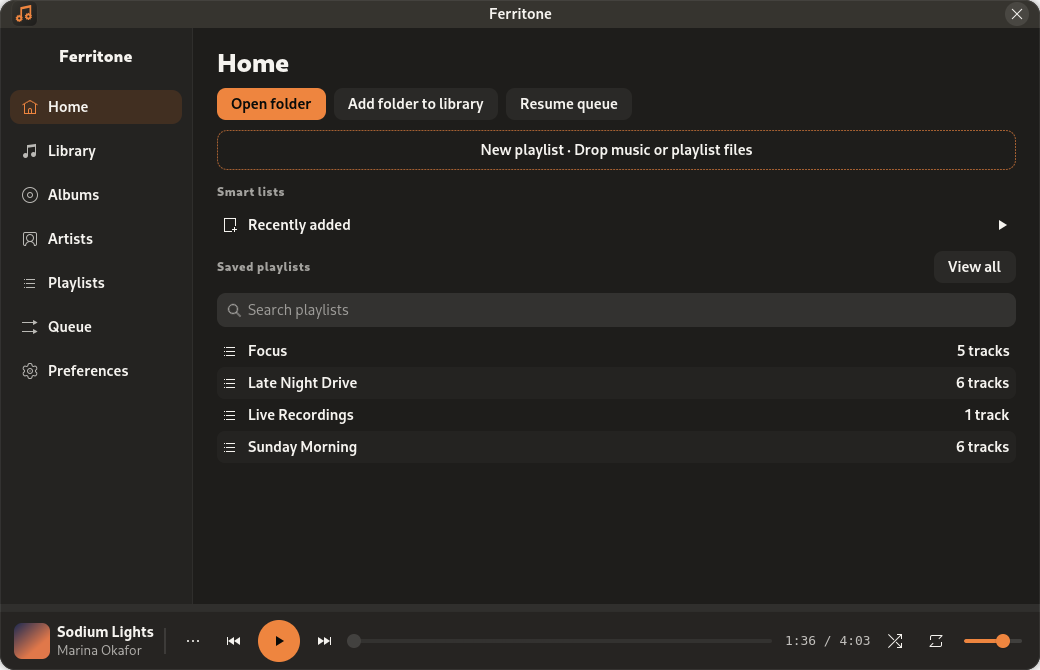 Ferritone
Ferritone
Home
Library
Albums
Artists
Playlists
Queue
Preferences
Home
Open folder
Add folder to library
Resume queue
New playlist · Drop music or playlist files
Smart lists
Recently added
Saved playlists
View all
Search playlists
Focus 5 tracks
Late Night Drive 6 tracks
Live Recordings 1 track
Sunday Morning 6 tracks
Sodium Lights
Marina Okafor
1:36 / 4:03